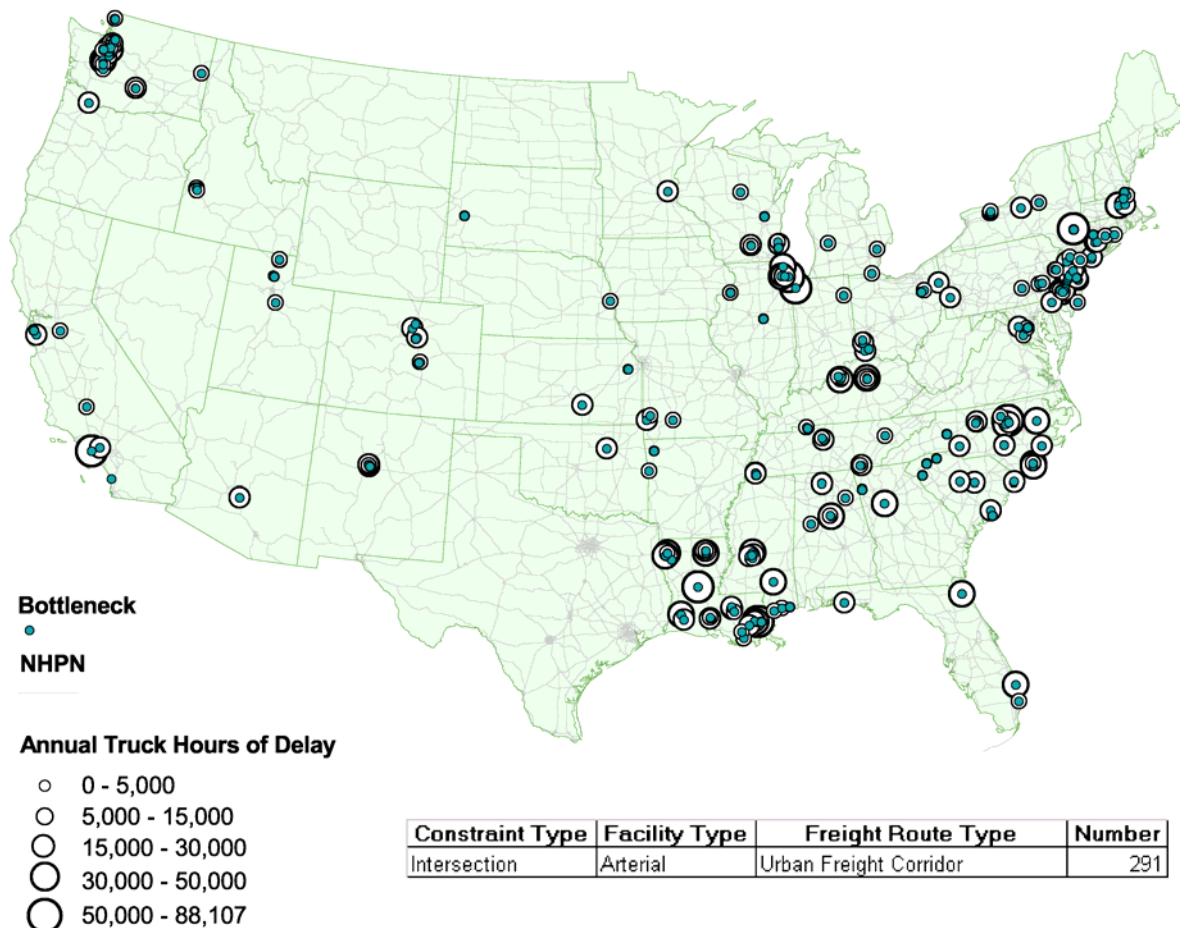 Bottleneck
NHPN
Annual Truck Hours of Delay
0 - 5,000
5,000 - 15,000
15,000 - 30,000
30,000 - 50,000
50,000 - 88,107
Constraint Type Facility Type Freight Route Type Number
Intersection Arterial Urban Freight Corridor 291